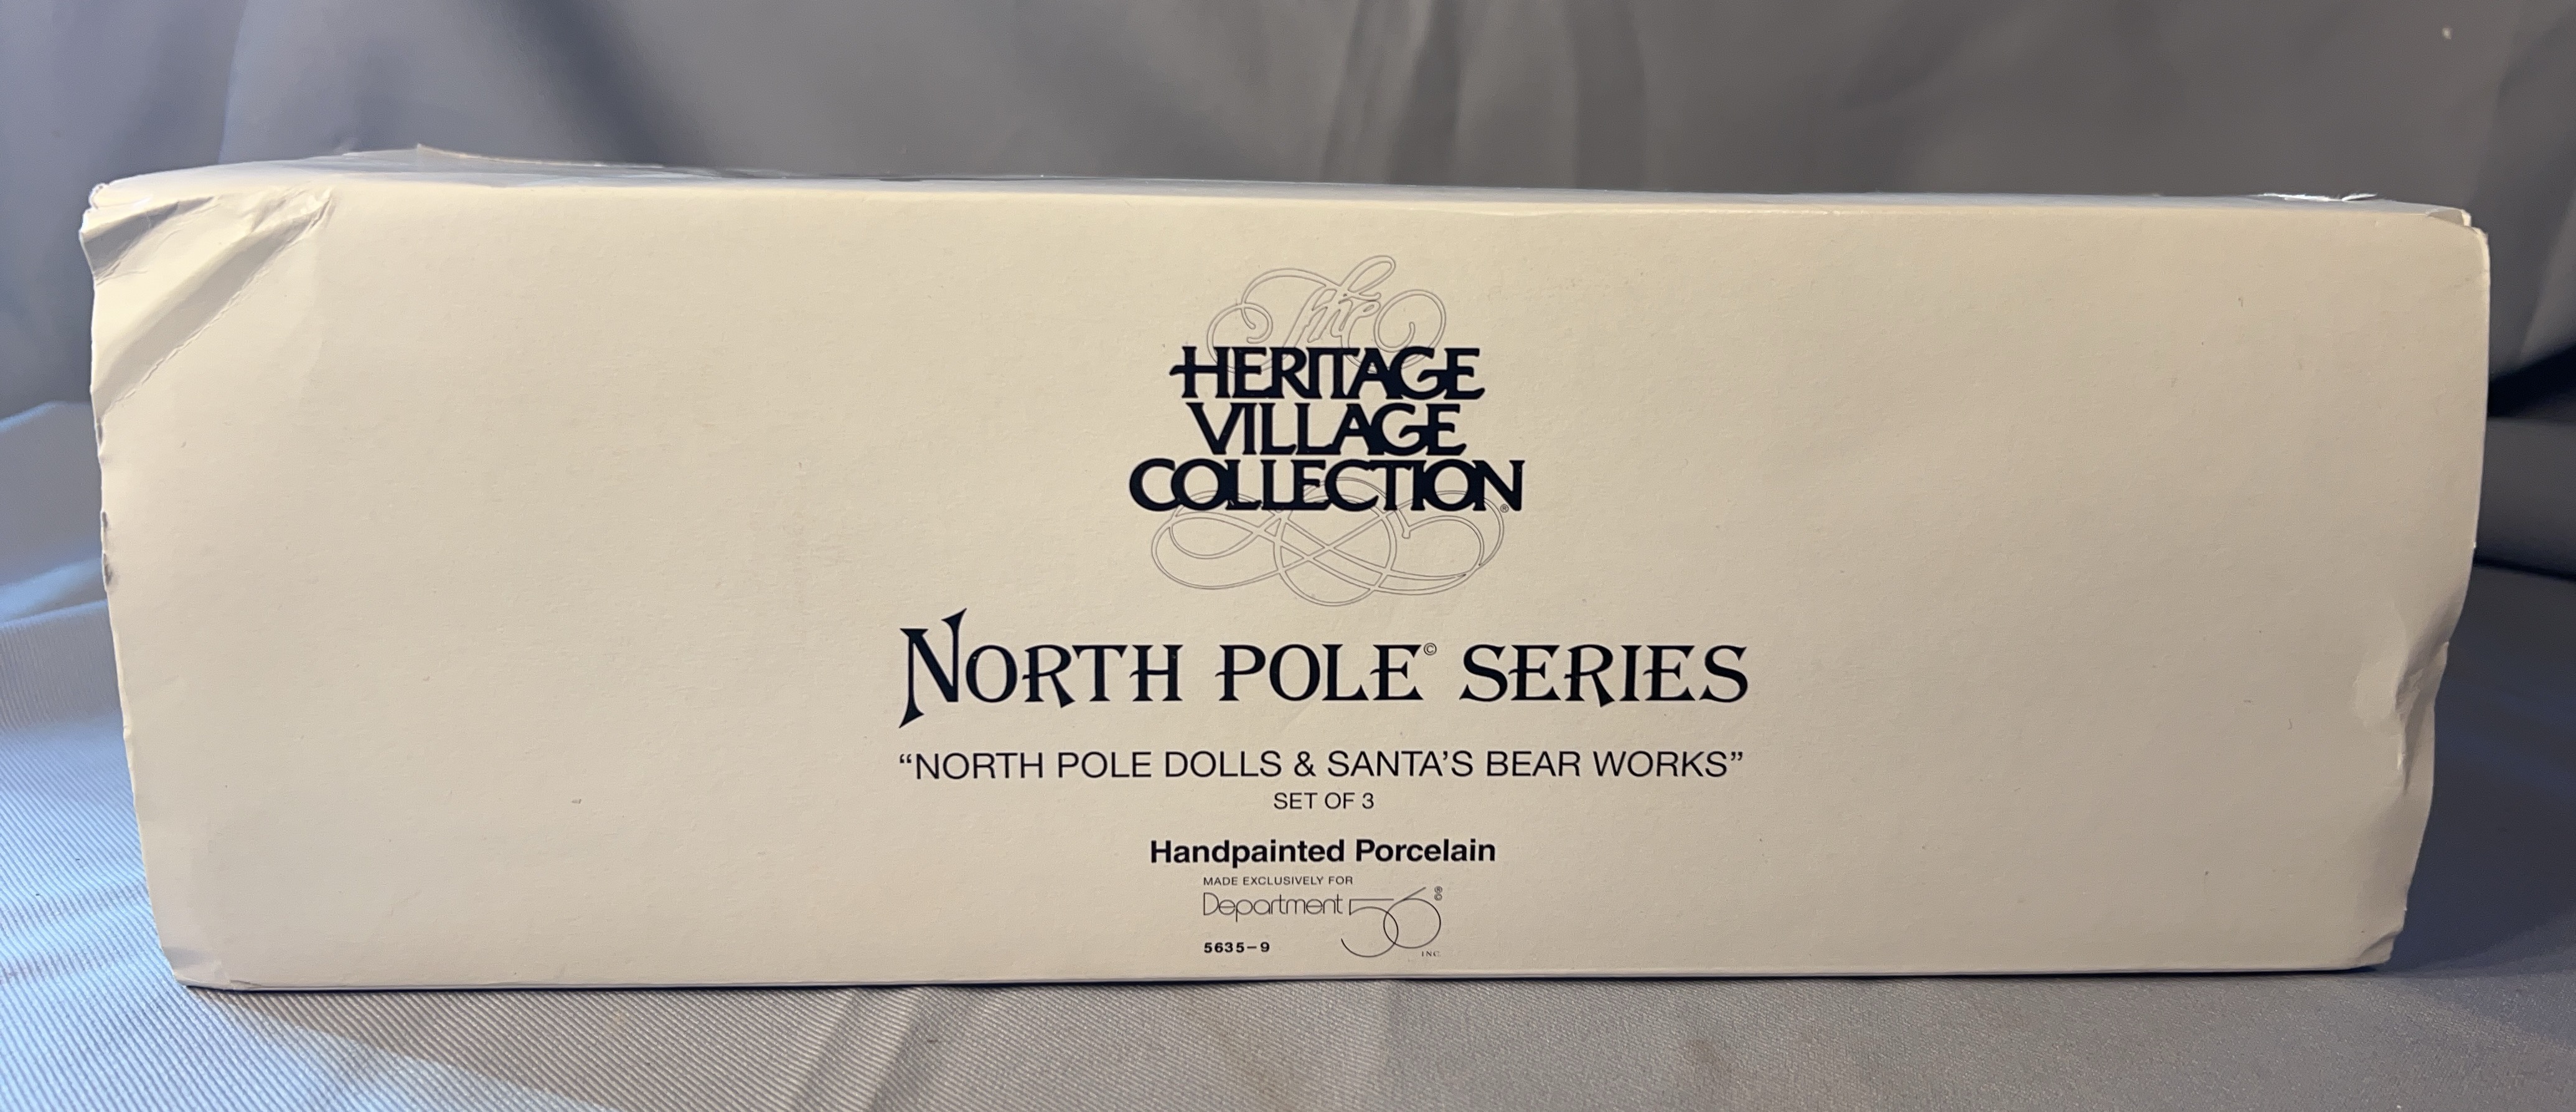 The
HERITAGE
VILLAGE
COLLECTION®
NORTH POLE© SERIES
“NORTH POLE DOLLS & SANTA’S BEAR WORKS”
SET OF 3
Handpainted Porcelain
MADE EXCLUSIVELY FOR
Department 56®
5635–9
INC.